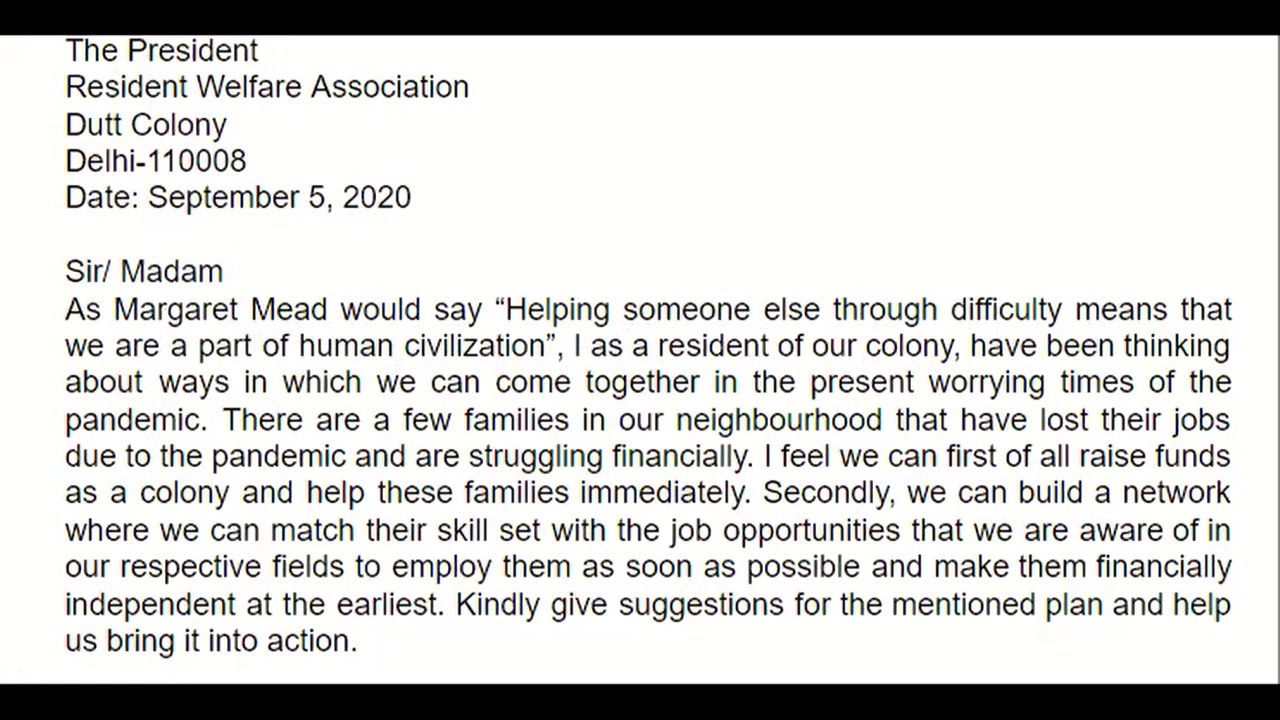 The President
Resident Welfare Association
Dutt Colony
Delhi-110008
Date: September 5, 2020
Sir/ Madam
As Margaret Mead would say “Helping someone else through difficulty means that
we are a part of human civilization”, I as a resident of our colony, have been thinking
about ways in which we can come together in the present worrying times of the
pandemic. There are a few families in our neighbourhood that have lost their jobs
due to the pandemic and are struggling financially. I feel we can first of all raise funds
as a colony and help these families immediately. Secondly, we can build a network
where we can match their skill set with the job opportunities that we are aware of in
our respective fields to employ them as soon as possible and make them financially
independent at the earliest. Kindly give suggestions for the mentioned plan and help
us bring it into action.